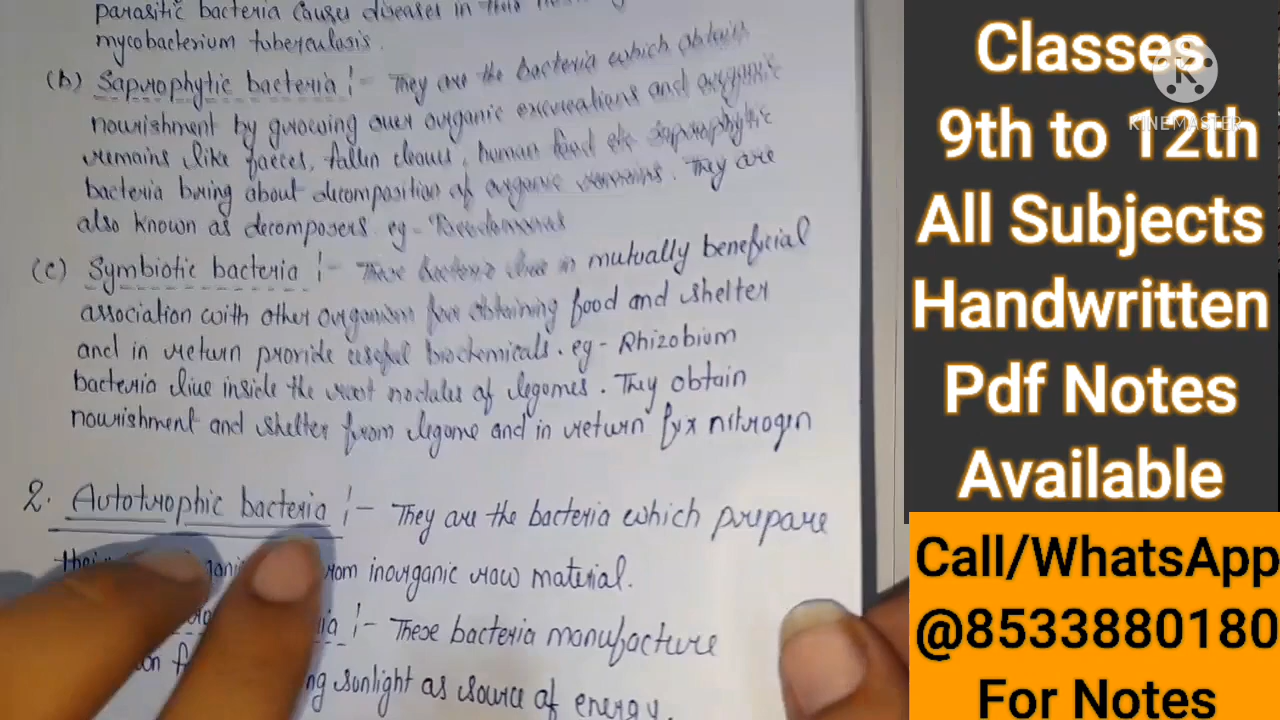 parasitic bacteria causes diseases in their
mycobacterium tuberculosis.
(b) Saprophytic bacteria :- They are the bacteria which obtain
nourishment by growing over organic excreations and organic
remains like faeces, fallen leaves, human food etc saprophytic
bacteria bring about decomposition of organic remains. They are
also known as decomposers. eg - Pseudomonas
(c) Symbiotic bacteria :- These bacteria live in mutually beneficial
association with other organism for obtaining food and shelter
and in return provide useful biochemicals. eg - Rhizobium
bacteria live inside the root nodules of legomes. They obtain
nourishment and shelter from legome and in return fix nitrogen
2. Autotrophic bacteria :- They are the bacteria which prepare
from inorganic raw material.
:- These bacteria manufacture
sunlight as source of energy.
Classes
9th to 12th
All Subjects
Handwritten
Pdf Notes
Available
K
KINEMASTER
Call/WhatsApp
@8533880180
For Notes